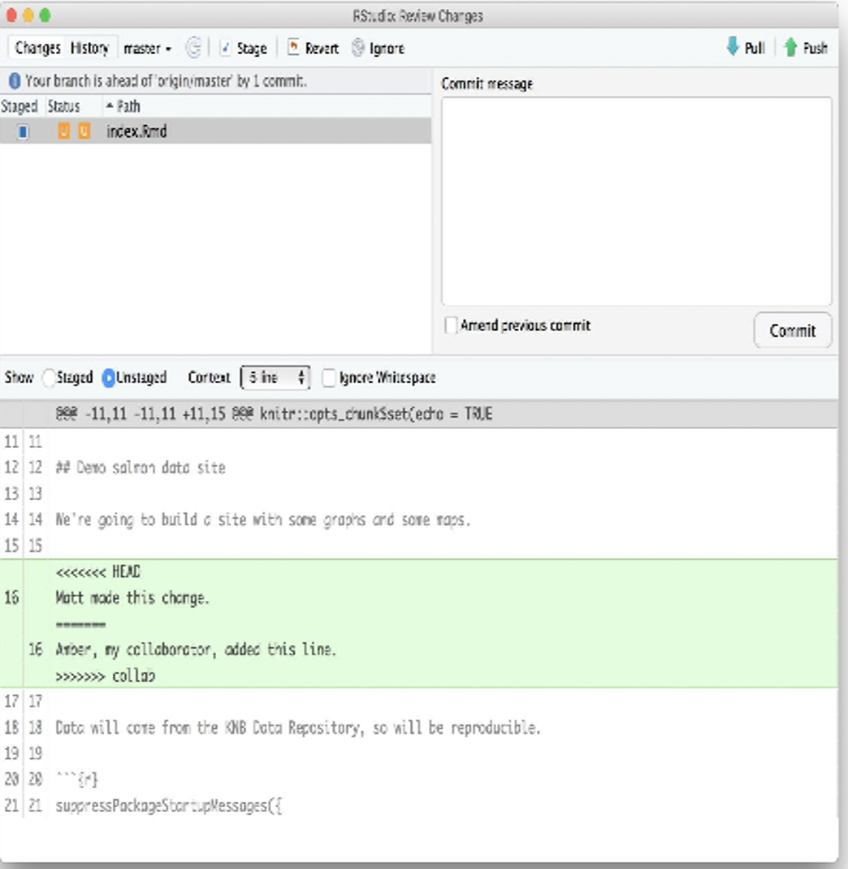 RStudio: Review Changes
Changes History master Stage Revert Ignore Pull Push
Your branch is ahead of 'origin/master' by 1 commit.
Commit message
Staged Status Path
U U index.Rmd
Amend previous commit
Commit
Show Staged Unstaged Context 5 line Ignore Whitespace
@@@ -11,11 -11,11 +11,15 @@@ knitr::opts_chunk$set(echo = TRUE
11 11
12 12 ## Demo salmon data site
13 13
14 14 We're going to build a site with some graphs and some maps.
15 15
<<<<<<< HEAD
16 Matt made this change.
=======
16 Amber, my collaborator, added this line.
>>>>>>> collab
17 17
18 18 Data will come from the KNB Data Repository, so will be reproducible.
19 19
20 20 ```{r}
21 21 suppressPackageStartupMessages({